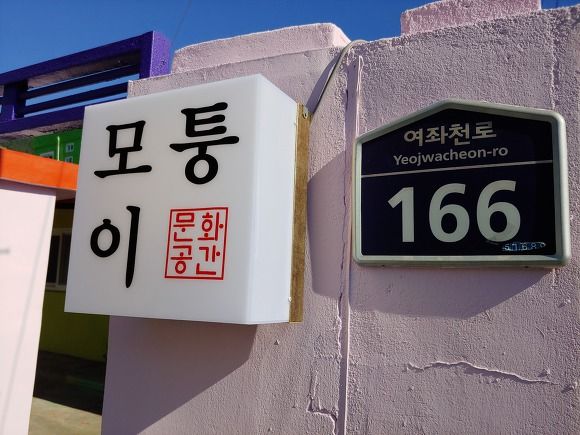 모퉁
이
문화
공간
여좌천로
Yeojwacheon-ro
166